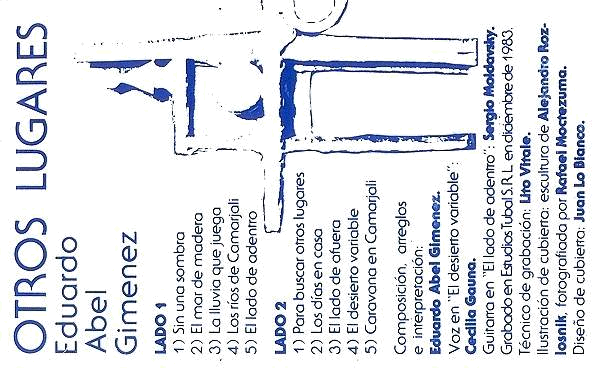 OTROS LUGARES
Eduardo
Abel
Gimenez
LADO 1
1) Sin una sombra
2) El mar de madera
3) La lluvia que juega
4) Los ríos de Camarjali
5) El lado de adentro
LADO 2
1) Para buscar otros lugares
2) Los días en casa
3) El lado de afuera
4) El desierto variable
5) Caravana en Camarjali
Composición, arreglos
e interpretación:
Eduardo Abel Gimenez.
Voz en "El desierto variable":
Cecilia Gauna.
Guitarra en "El lado de adentro": Sergio Moldavsky.
Grabado en Estudios Tubal S.R.L. en diciembre de 1983.
Técnico de grabación: Lito Vitale.
Ilustración de cubierta: escultura de Alejandro Roz-
losnik, fotografiada por Rafael Moctezuma.
Diseño de cubierta: Juan Lo Bianco.